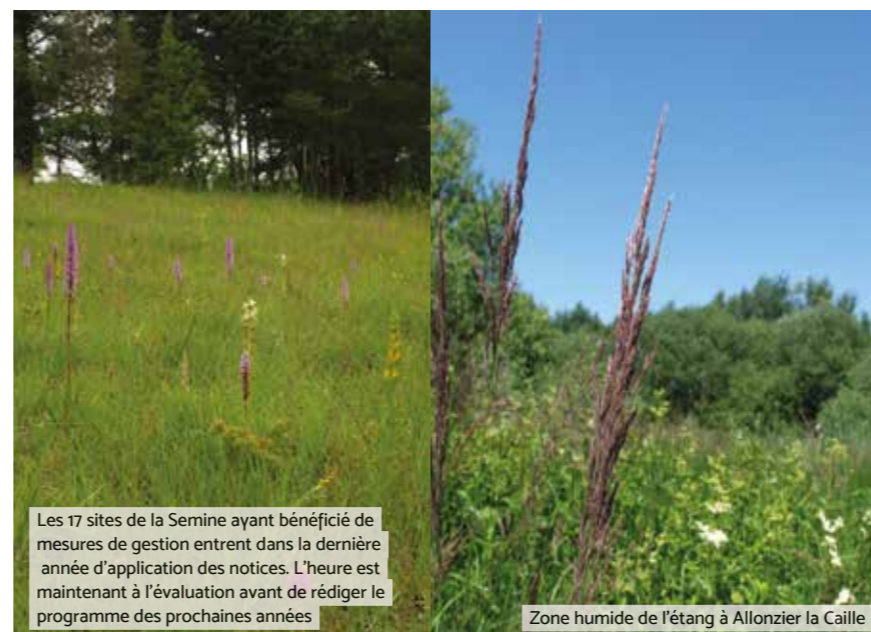 Les 17 sites de la Semine ayant bénéficié de
mesures de gestion entrent dans la dernière
année d'application des notices. L'heure est
maintenant à l'évaluation avant de rédiger le
programme des prochaines années
Zone humide de l'étang à Allonzier la Caille